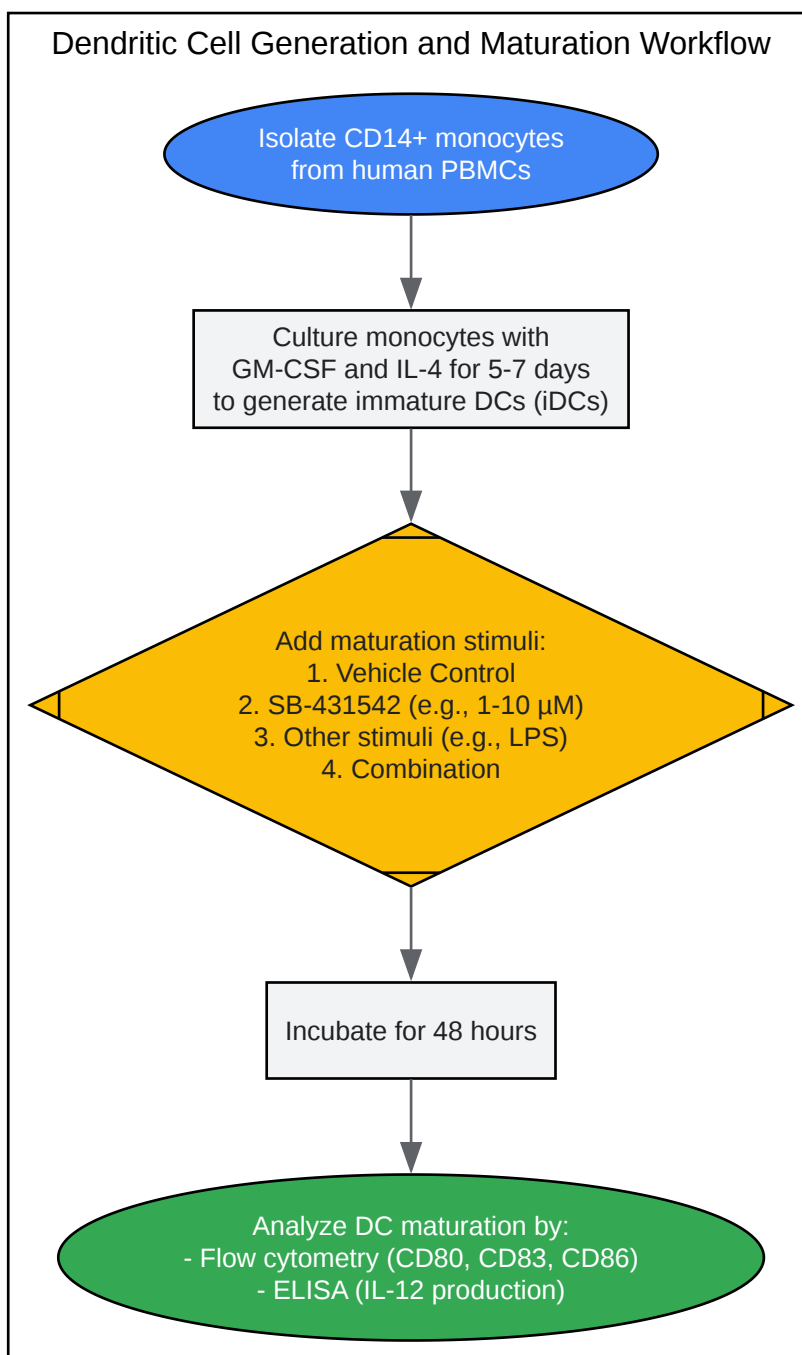 Dendritic Cell Generation and Maturation Workflow
Isolate CD14+ monocytes
from human PBMCs
Culture monocytes with
GM-CSF and IL-4 for 5-7 days
to generate immature DCs (iDCs)
Add maturation stimuli:
1. Vehicle Control
2. SB-431542 (e.g., 1-10 µM)
3. Other stimuli (e.g., LPS)
4. Combination
Incubate for 48 hours
Analyze DC maturation by:
- Flow cytometry (CD80, CD83, CD86)
- ELISA (IL-12 production)